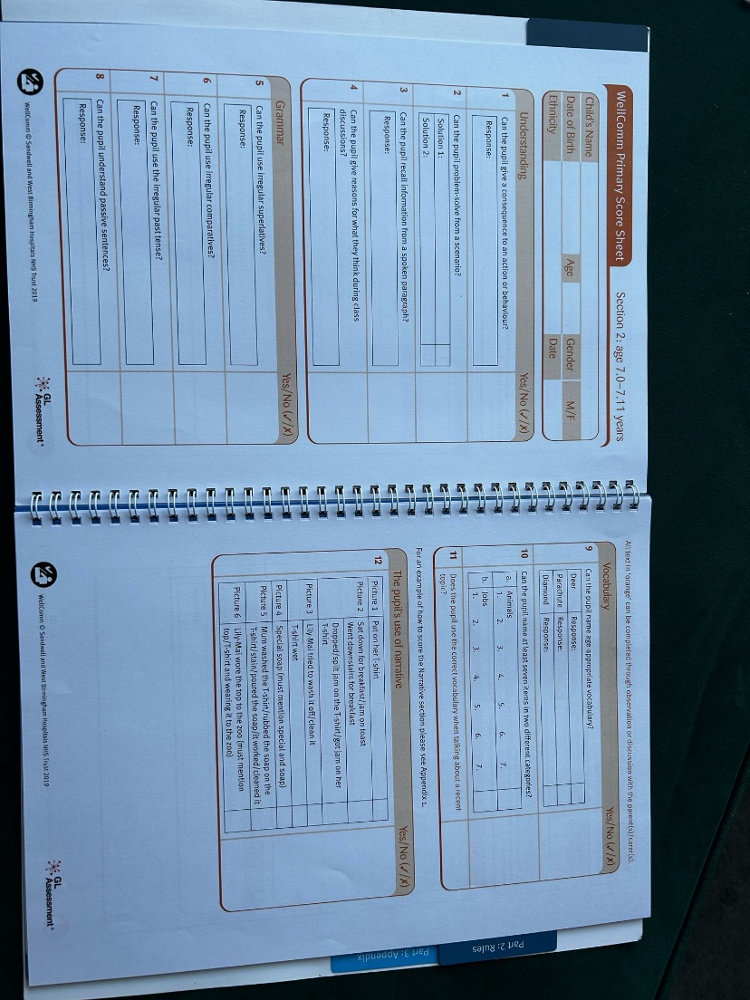 WellComm Primary Score Sheet Section 2: age 7.0–7.11 years
Child's Name
Date of Birth Age Gender M/F
Ethnicity Date
Understanding Yes/No (✓/✗)
1 Can the pupil give a consequence to an action or behaviour?
Response:
2 Can the pupil problem-solve from a scenario?
Solution 1:
Solution 2:
3 Can the pupil recall information from a spoken paragraph?
Response:
4 Can the pupil give reasons for what they think during class
discussions?
Response:
Grammar Yes/No (✓/✗)
5 Can the pupil use irregular superlatives?
Response:
6 Can the pupil use irregular comparatives?
Response:
7 Can the pupil use the irregular past tense?
Response:
8 Can the pupil understand passive sentences?
Response:
WellComm © Sandwell and West Birmingham Hospitals NHS Trust 2019
GL
Assessment
All text in 'orange' can be completed through observation or discussion with the parent(s)/carer(s).
Vocabulary Yes/No (✓/✗)
9 Can the pupil name age appropriate vocabulary?
Deer Response:
Parachute Response:
Diamond Response:
10 Can the pupil name at least seven items in two different categories?
a. Animals
1. 2. 3. 4. 5. 6. 7.
b. Jobs
1. 2. 3. 4. 5. 6. 7.
11 Does the pupil use the correct vocabulary when talking about a recent
topic?
For an example of how to score the Narrative section please see Appendix 1.
The pupil's use of narrative Yes/No (✓/✗)
12 Picture 1 Put on her T-shirt
Picture 2 Sat down for breakfast/jam on toast
Went downstairs for breakfast
Dropped/spilt jam on the T-shirt/got jam on her
T-shirt
Picture 3 Lily-Mai tried to wash it off/clean it
T-shirt wet
Picture 4 Special soap (must mention special and soap)
Picture 5 Mum washed the T-shirt/rubbed the soap on the
T-shirt/stain/poured the soap/it worked/cleaned it
Picture 6 Lily-Mai wore the top to the zoo (must mention
top/T-shirt and wearing it to the zoo)
WellComm © Sandwell and West Birmingham Hospitals NHS Trust 2019
GL
Assessment
Part 2: Rules
Part 3: Appendix